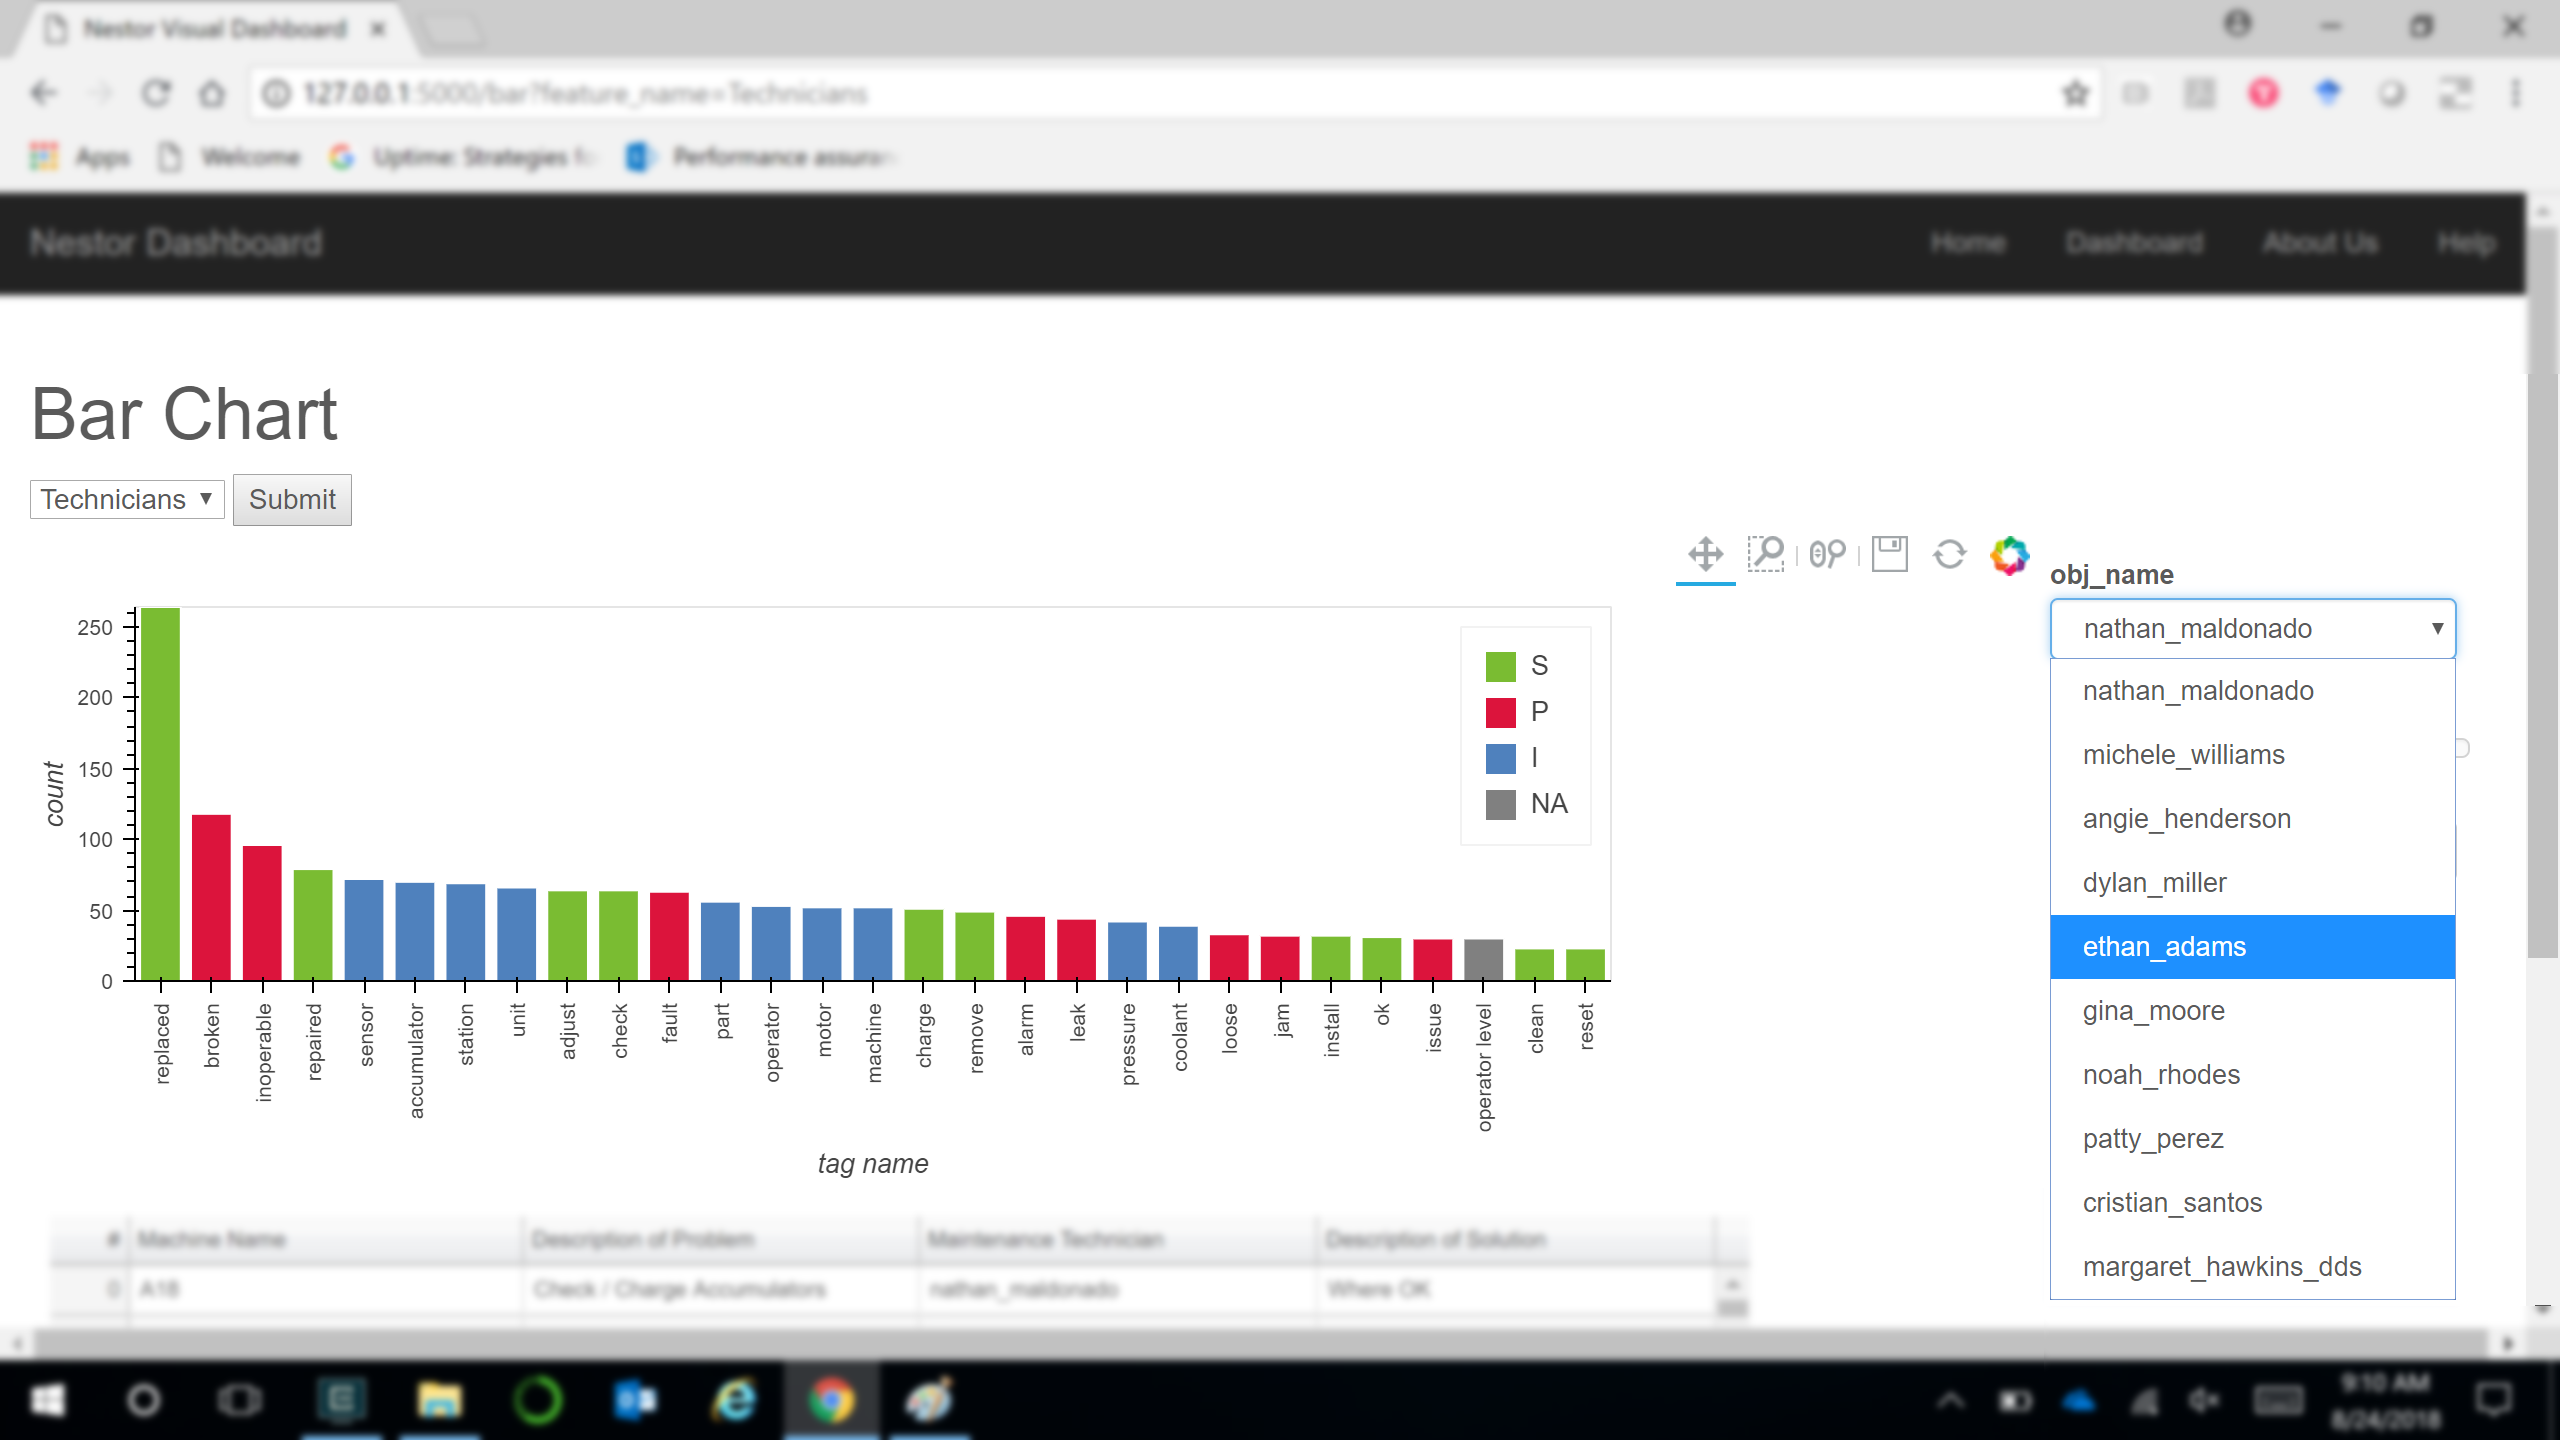 Nestor Visual Dashboard
127.0.0.1:5000/bar?feature_name=Technicians
Apps Welcome Uptime: Strategies fo Performance assuran
Nestor Dashboard Home Dashboard About Us Help
Bar Chart
Technicians Submit
obj_name
nathan_maldonado
nathan_maldonado
michele_williams
angie_henderson
dylan_miller
ethan_adams
gina_moore
noah_rhodes
patty_perez
cristian_santos
margaret_hawkins_dds
count
250
200
150
100
50
0
S
P
I
NA
replaced
broken
inoperable
repaired
sensor
accumulator
station
unit
adjust
check
fault
part
operator
motor
machine
charge
remove
alarm
leak
pressure
coolant
loose
jam
install
ok
issue
operator level
clean
reset
tag name
# Machine Name Description of Problem Maintenance Technician Description of Solution
0 A18 Check / Charge Accumulators nathan_maldonado Where OK
9:10 AM
8/24/2018